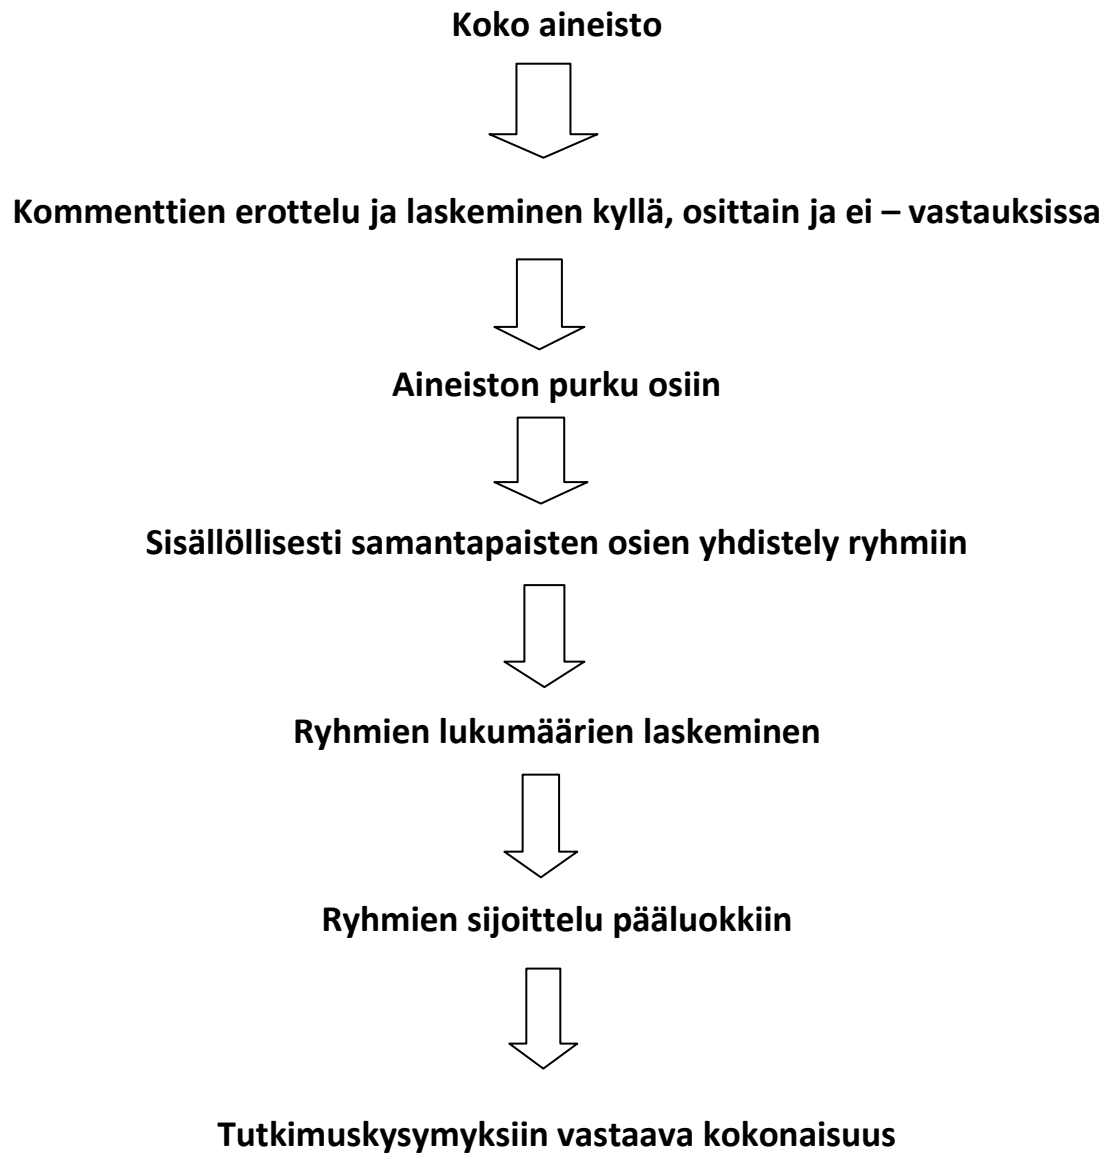 Koko aineisto
Kommenttien erottelu ja laskeminen kyllä, osittain ja ei – vastauksissa
Aineiston purku osiin
Sisällöllisesti samantapaisten osien yhdistely ryhmiin
Ryhmien lukumäärien laskeminen
Ryhmien sijoittelu pääluokkiin
Tutkimuskysymyksiin vastaava kokonaisuus